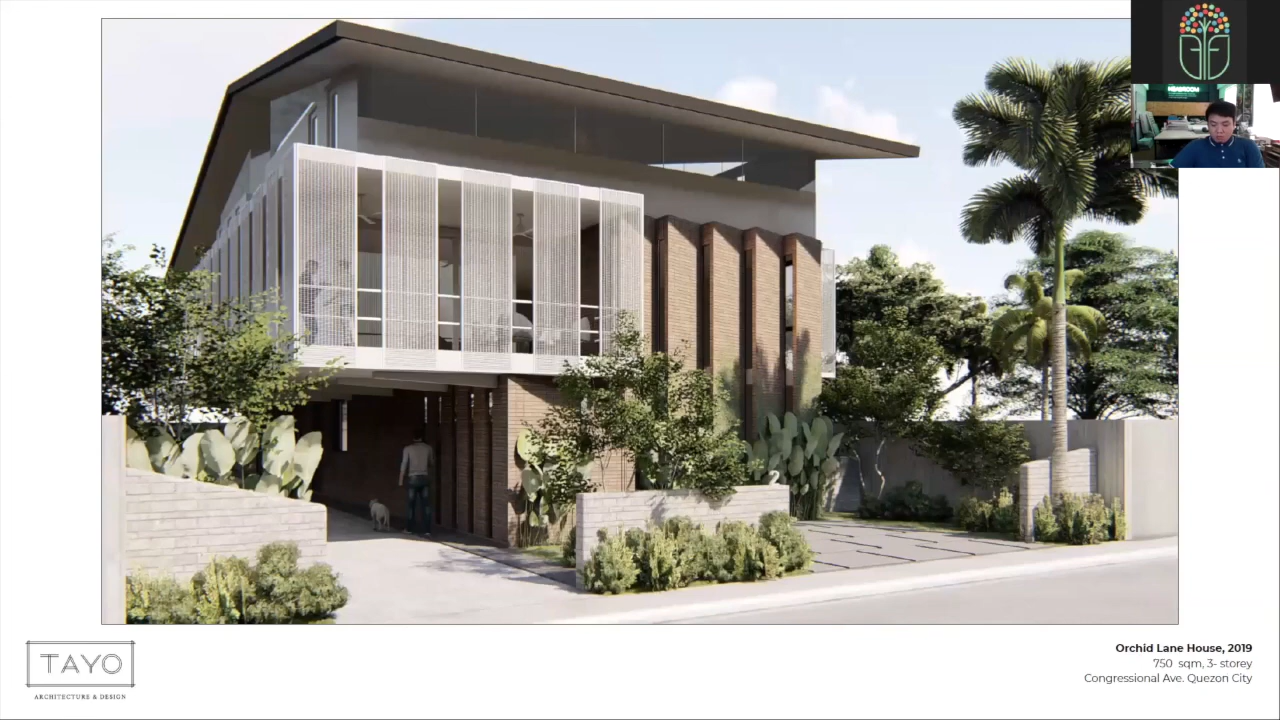 TAYO
ARCHITECTURE & DESIGN
Orchid Lane House, 2019
750 sqm, 3- storey
Congressional Ave. Quezon City